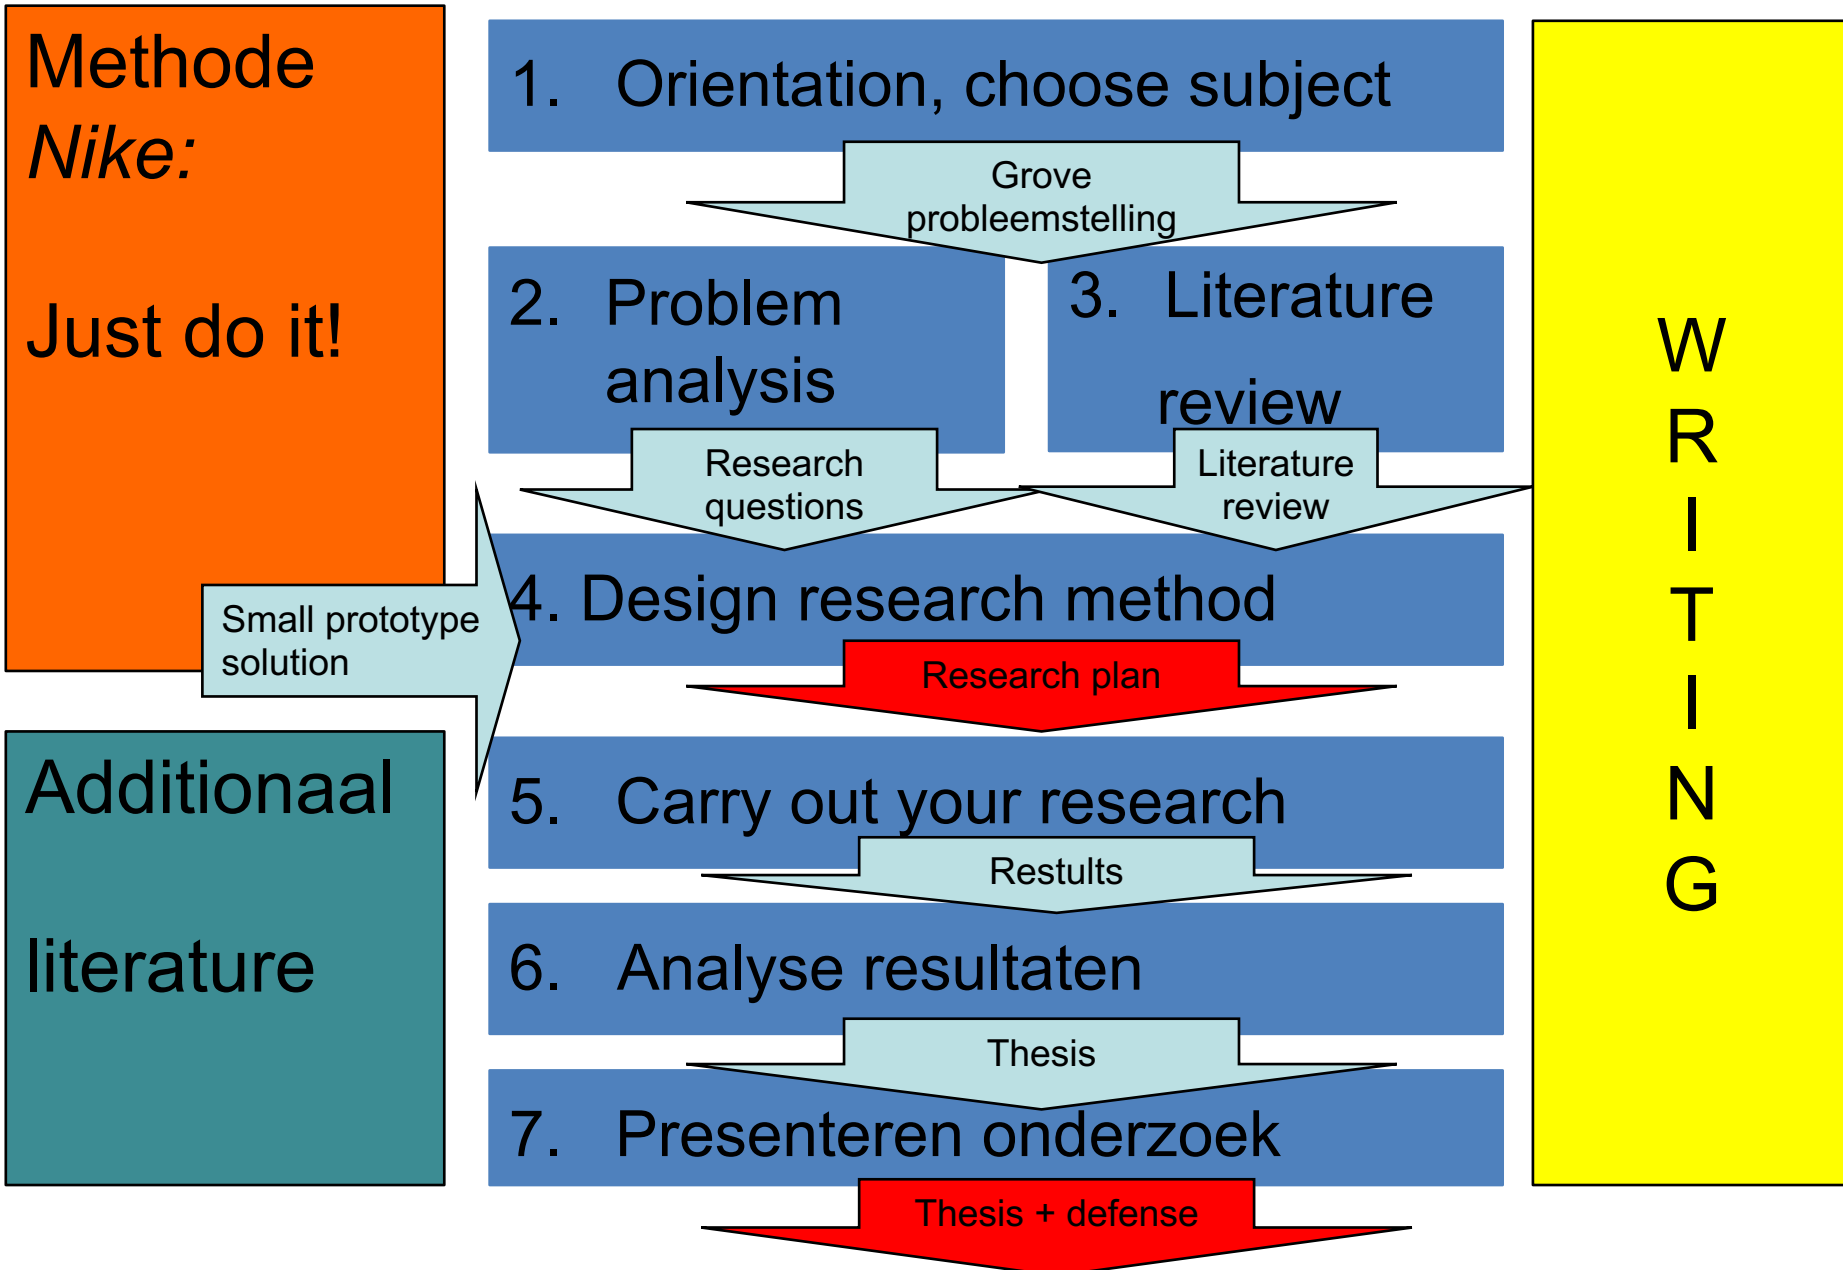 Methode
Nike:
Just do it!
1. Orientation, choose subject
Grove
probleemstelling
2. Problem
analysis
3. Literature
review
Research
questions
Literature
review
Small prototype
solution
4. Design research method
Research plan
Additionaal
literature
5. Carry out your research
Restults
6. Analyse resultaten
Thesis
7. Presenteren onderzoek
Thesis + defense
W
R
I
T
I
N
G